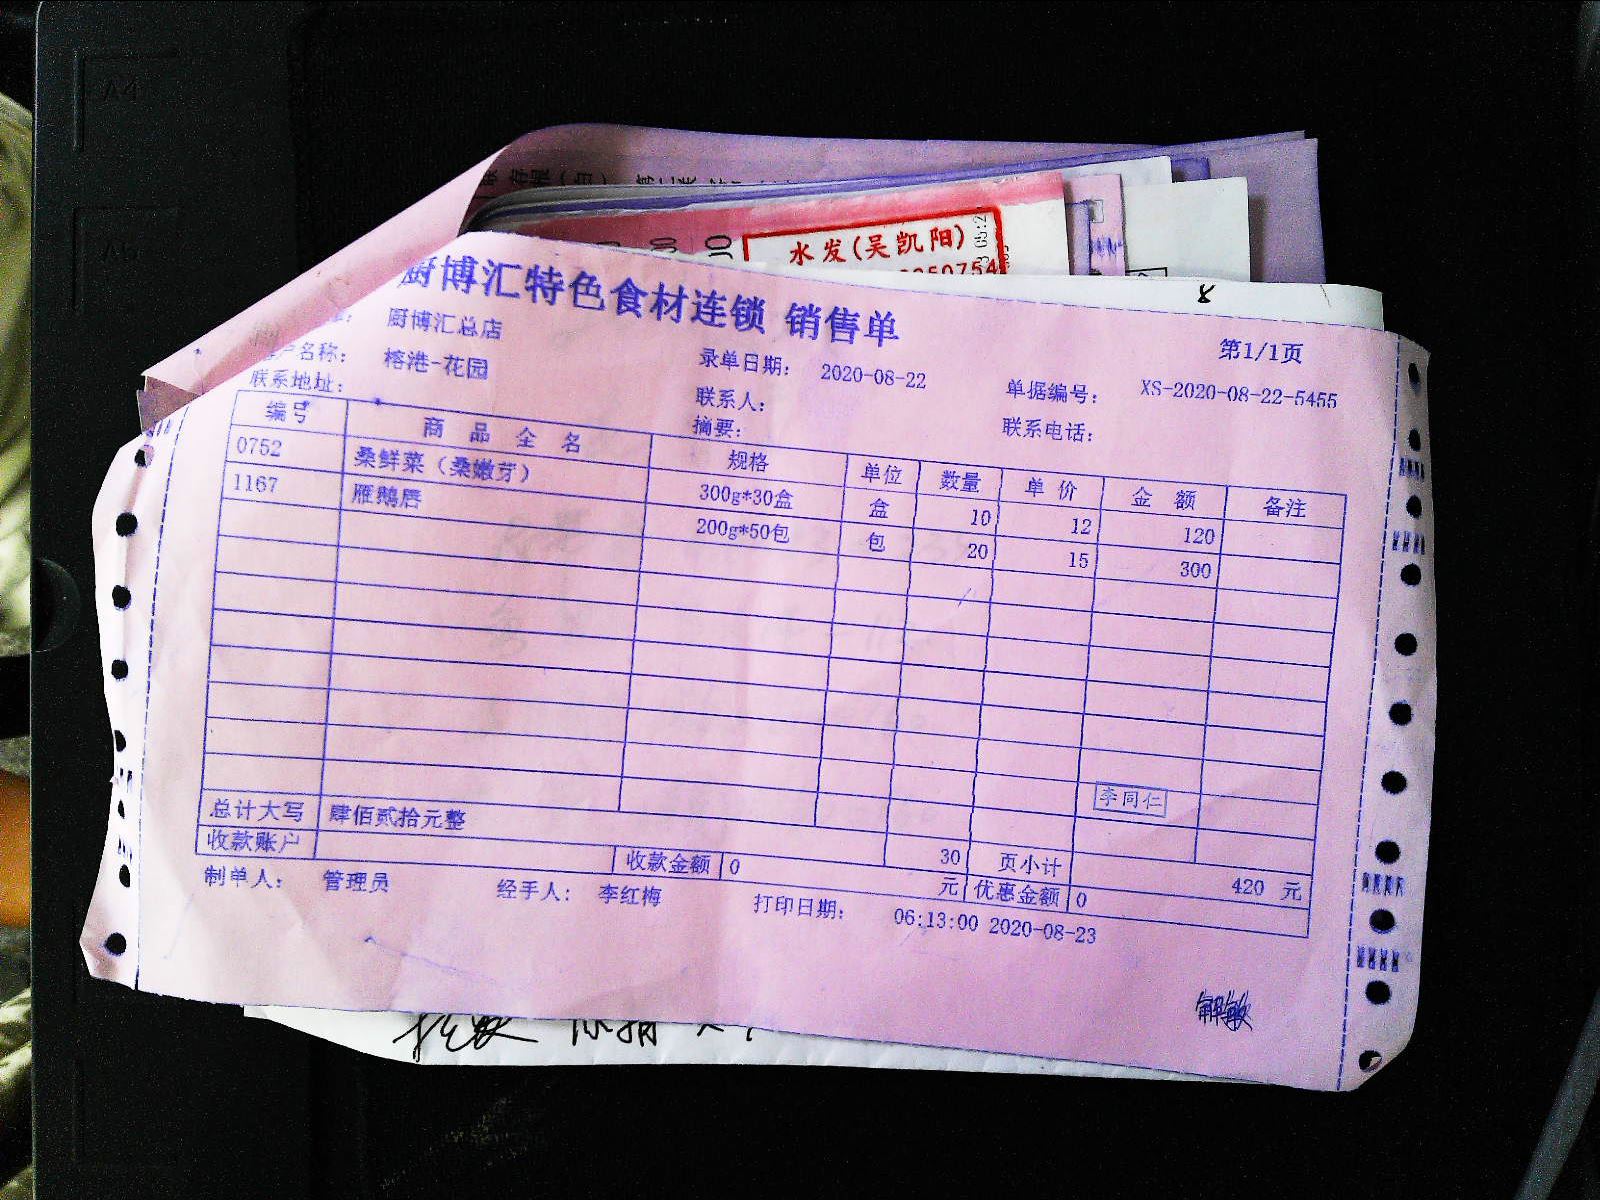 A4
A5
水发(吴凯阳)
8
厨博汇特色食材连锁 销售单
第1/1页
厨博汇总店
客户名称： 榕港-花园 录单日期： 2020-08-22 单据编号： XS-2020-08-22-5455
联系地址： 联系人： 联系电话：
摘要：
编号 商品全名 规格 单位 数量 单价 金额 备注
0752 桑鲜菜（桑嫩芽） 300g*30盒 盒 10 12 120
1167 雁鹅唇 200g*50包 包 20 15 300
李同仁
总计大写 肆佰贰拾元整 30 页小计 420 元
收款账户 收款金额 0 元 优惠金额 0
制单人： 管理员 经手人： 李红梅 打印日期： 06:13:00 2020-08-23